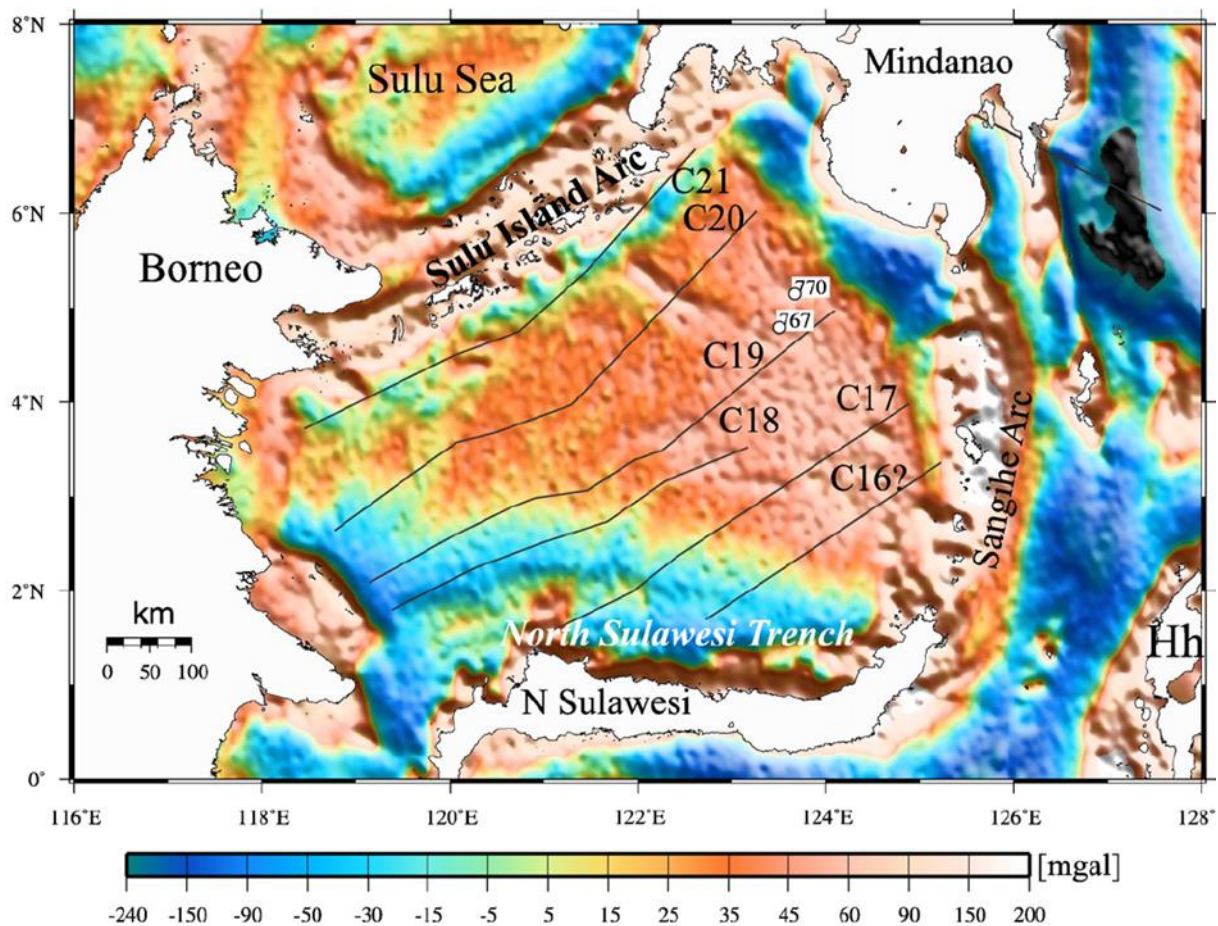 8°N
6°N
4°N
2°N
0°
Sulu Sea
Mindanao
Sulu Island Arc
C21
C20
Borneo
770
767
C19
C17
C18
C16?
Sangihe Arc
km
0 50 100
North Sulawesi Trench
Hh
N Sulawesi
116°E 118°E 120°E 122°E 124°E 126°E 128°
[mgal]
-240 -150 -90 -50 -30 -15 -5 5 15 25 35 45 60 90 150 200